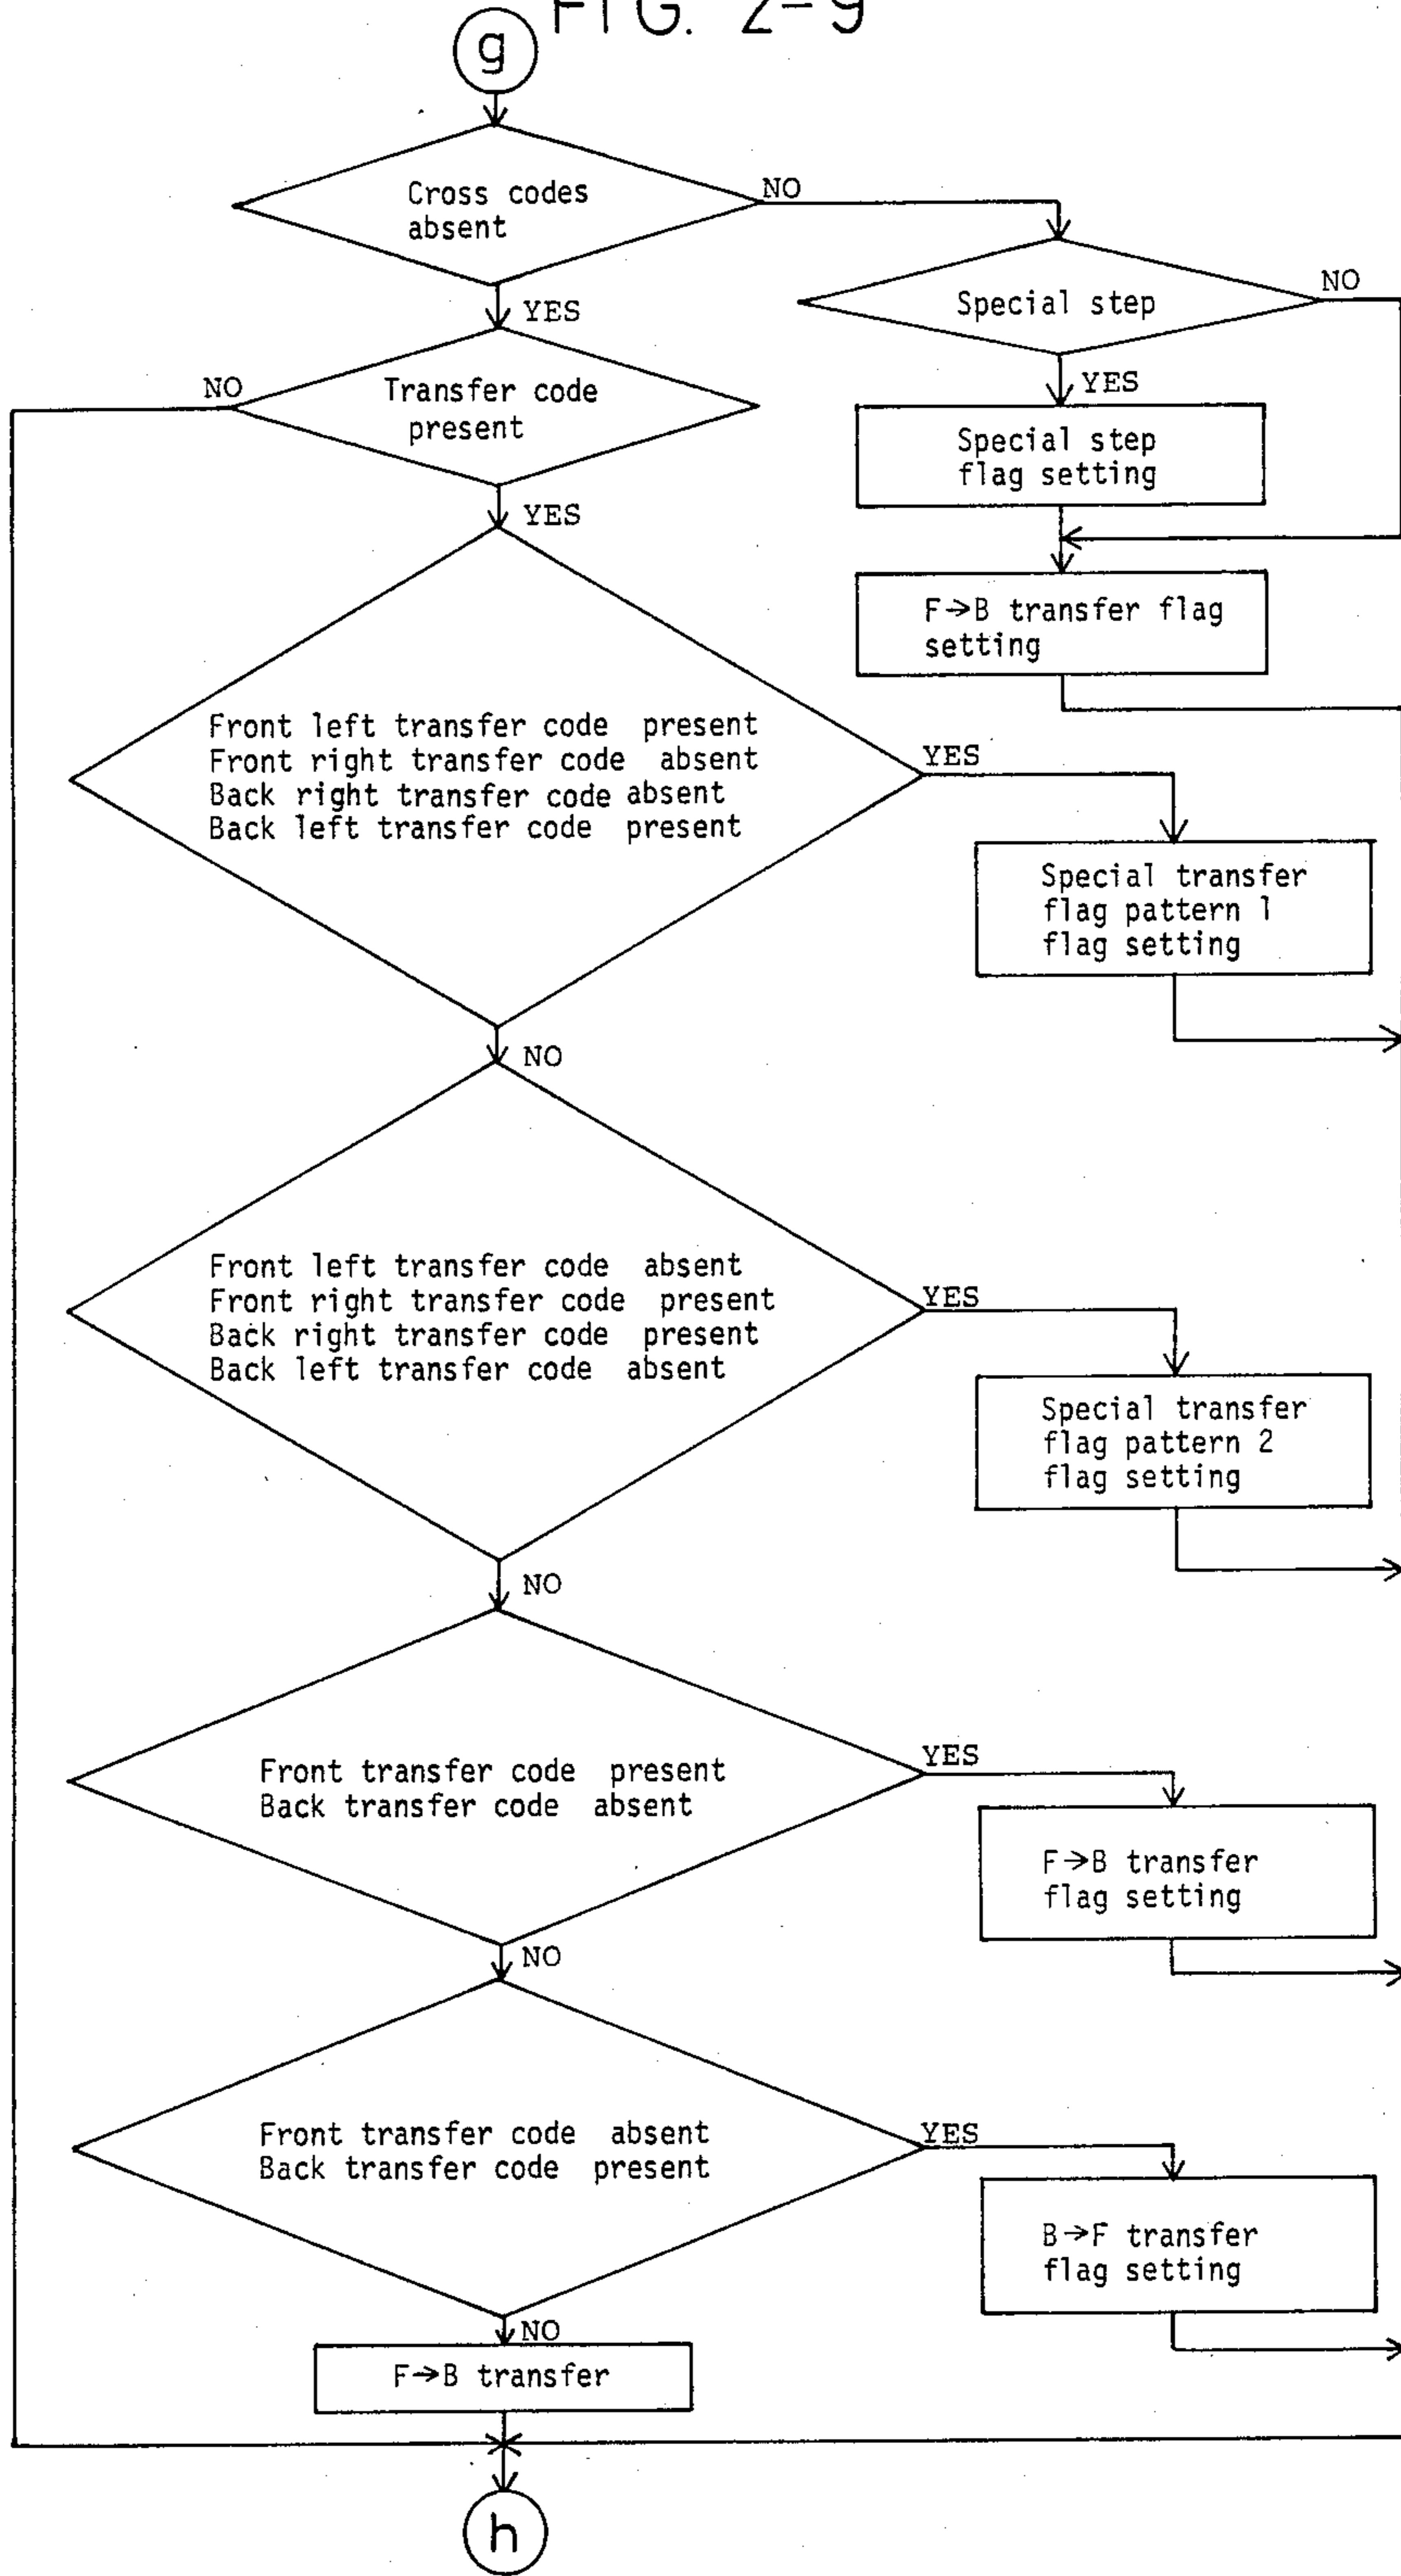 FIG. 2-9
g
Cross codes
absent
NO
YES
Special step
NO
YES
Transfer code
present
NO
YES
Special step
flag setting
F→B transfer flag
setting
Front left transfer code present
Front right transfer code absent
Back right transfer code absent
Back left transfer code present
YES
Special transfer
flag pattern 1
flag setting
NO
Front left transfer code absent
Front right transfer code present
Back right transfer code present
Back left transfer code absent
YES
Special transfer
flag pattern 2
flag setting
NO
Front transfer code present
Back transfer code absent
YES
F→B transfer
flag setting
NO
Front transfer code absent
Back transfer code present
YES
B→F transfer
flag setting
NO
F→B transfer
h